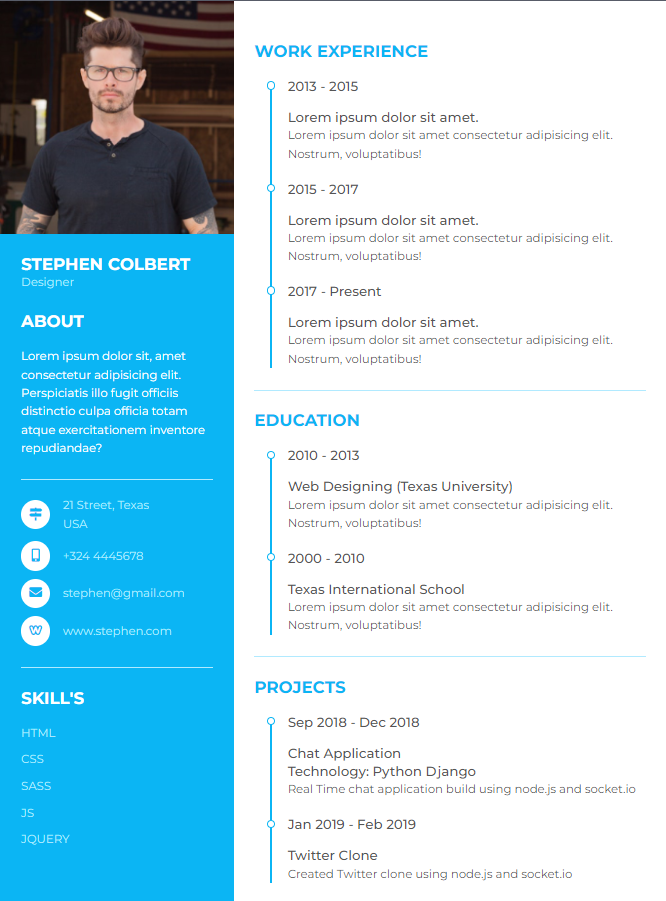 STEPHEN COLBERT
Designer
ABOUT
Lorem ipsum dolor sit, amet
consectetur adipisicing elit.
Perspiciatis illo fugit officiis
distinctio culpa officia totam
atque exercitationem inventore
repudiandae?
21 Street, Texas
USA
+324 4445678
stephen@gmail.com
www.stephen.com
SKILL'S
HTML
CSS
SASS
JS
JQUERY
WORK EXPERIENCE
2013 - 2015
Lorem ipsum dolor sit amet.
Lorem ipsum dolor sit amet consectetur adipisicing elit.
Nostrum, voluptatibus!
2015 - 2017
Lorem ipsum dolor sit amet.
Lorem ipsum dolor sit amet consectetur adipisicing elit.
Nostrum, voluptatibus!
2017 - Present
Lorem ipsum dolor sit amet.
Lorem ipsum dolor sit amet consectetur adipisicing elit.
Nostrum, voluptatibus!
EDUCATION
2010 - 2013
Web Designing (Texas University)
Lorem ipsum dolor sit amet consectetur adipisicing elit.
Nostrum, voluptatibus!
2000 - 2010
Texas International School
Lorem ipsum dolor sit amet consectetur adipisicing elit.
Nostrum, voluptatibus!
PROJECTS
Sep 2018 - Dec 2018
Chat Application
Technology: Python Django
Real Time chat application build using node.js and socket.io
Jan 2019 - Feb 2019
Twitter Clone
Created Twitter clone using node.js and socket.io